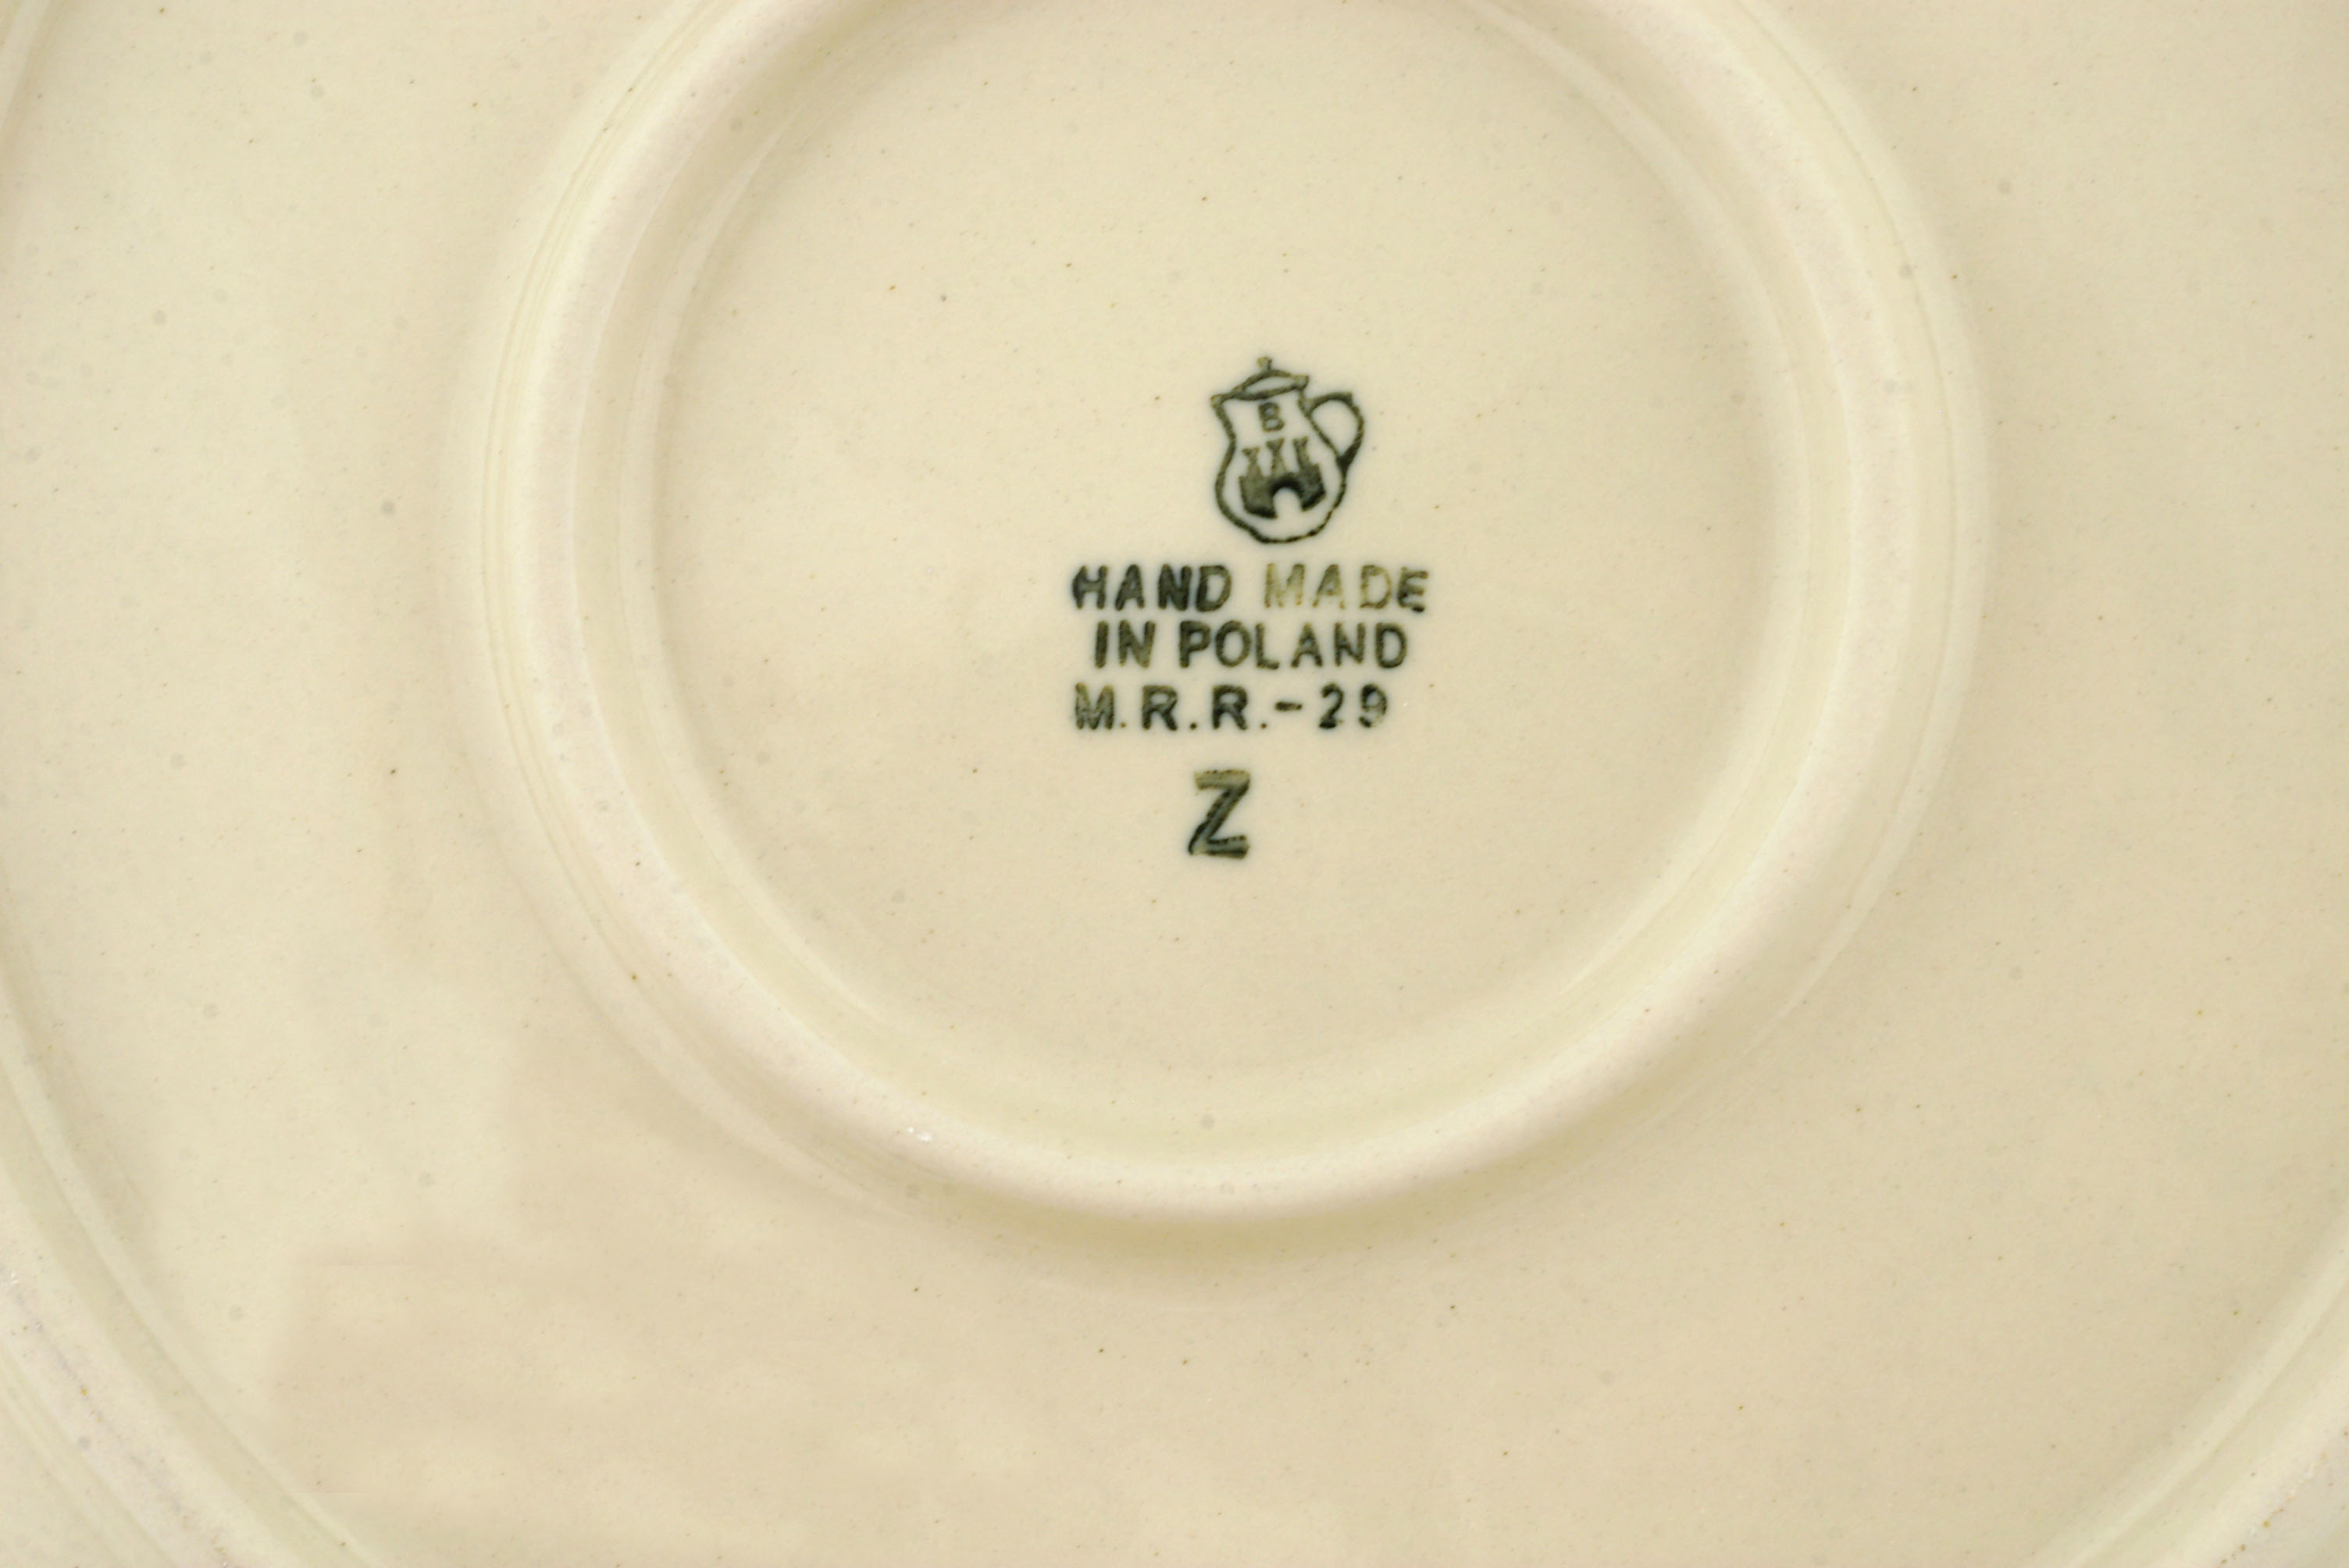 B
HAND MADE
IN POLAND
M.R.R.-29
Z